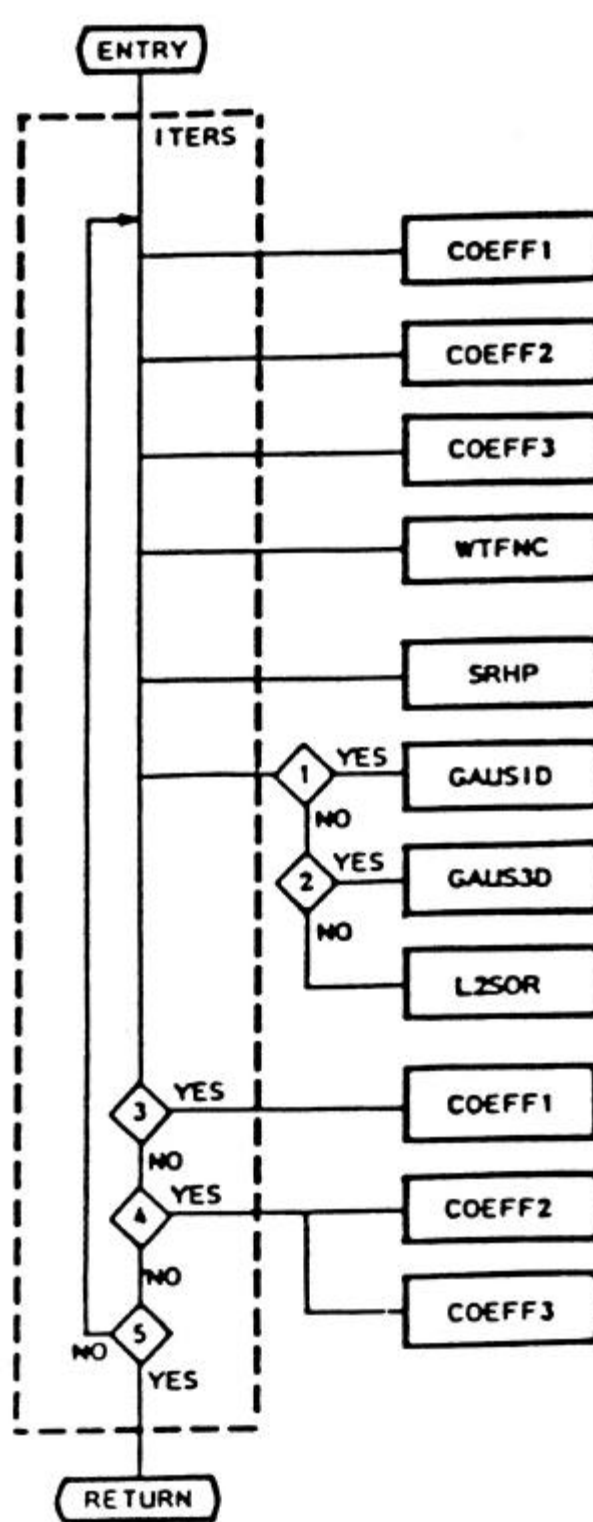 ENTRY
ITERS
COEFF1
COEFF2
COEFF3
WTFNC
SRHP
1
YES
GAUS1D
NO
2
YES
GAUS3D
NO
L2SOR
3
YES
COEFF1
NO
4
YES
COEFF2
NO
COEFF3
5
NO
YES
RETURN